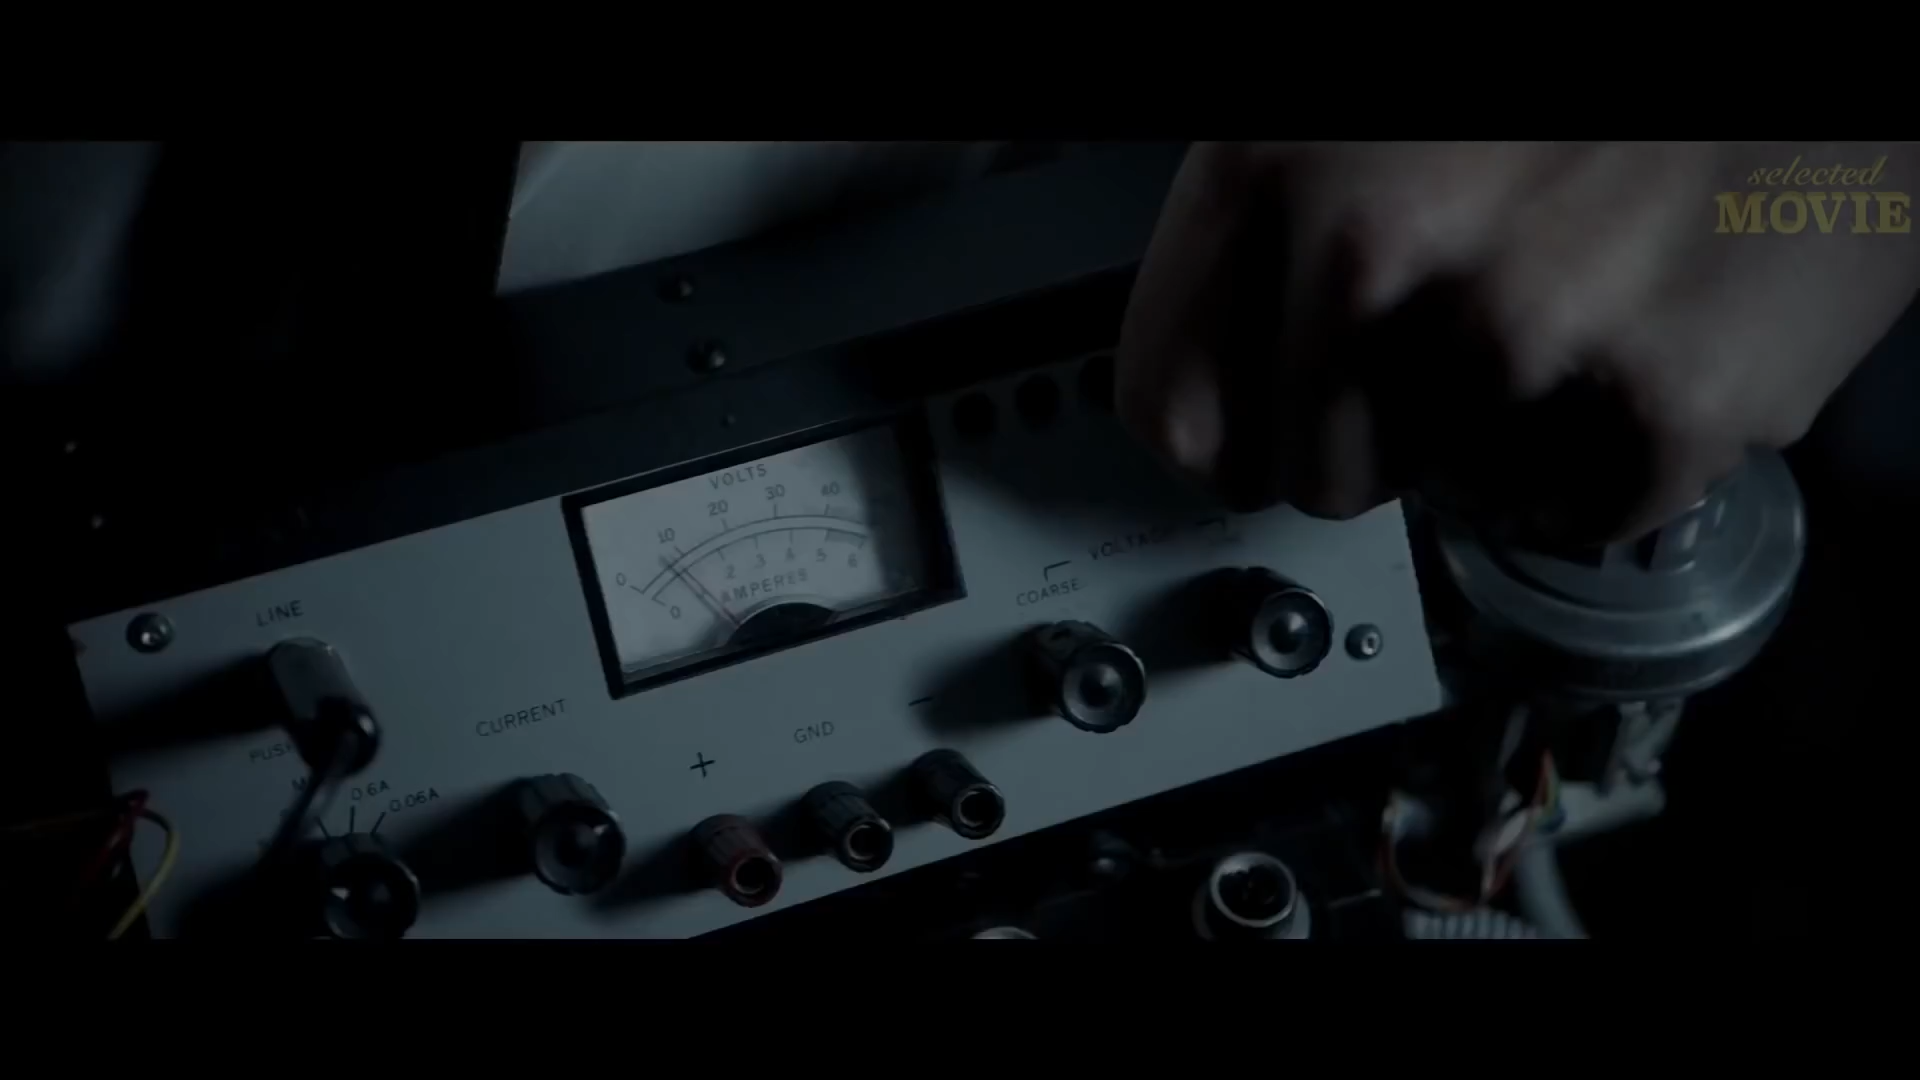 selected
MOVIE
VOLTS
0 10 20 30 40
0 2 3 4 5 6
AMPERES
LINE
VOLTAGE
COARSE
CURRENT
+ GND −
0.6A
0.06A